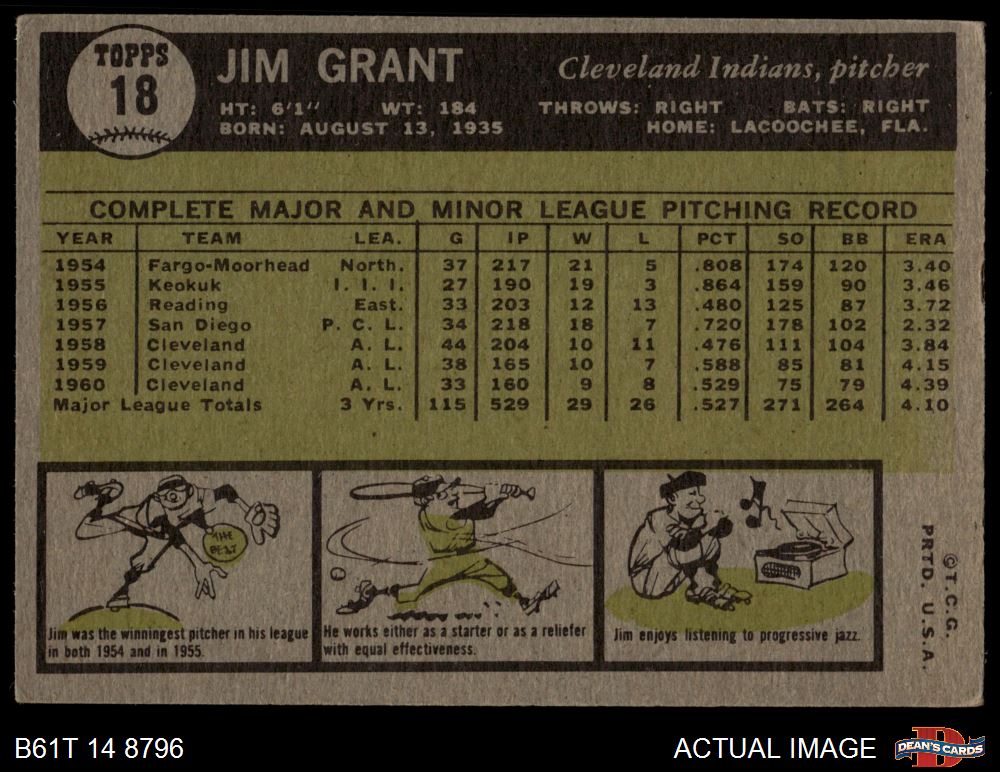 TOPPS
18
JIM GRANT
Cleveland Indians, pitcher
HT: 6'1" WT: 184 THROWS: RIGHT BATS: RIGHT
BORN: AUGUST 13, 1935 HOME: LACOOCHEE, FLA.
COMPLETE MAJOR AND MINOR LEAGUE PITCHING RECORD
YEAR TEAM LEA. G IP W L PCT SO BB ERA
1954 Fargo-Moorhead North. 37 217 21 5 .808 174 120 3.40
1955 Keokuk I. I. I. 27 190 19 3 .864 159 90 3.46
1956 Reading East. 33 203 12 13 .480 125 87 3.72
1957 San Diego P. C. L. 34 218 18 7 .720 178 102 2.32
1958 Cleveland A. L. 44 204 10 11 .476 111 104 3.84
1959 Cleveland A. L. 38 165 10 7 .588 85 81 4.15
1960 Cleveland A. L. 33 160 9 8 .529 75 79 4.39
Major League Totals 3 Yrs. 115 529 29 26 .527 271 264 4.10
THE
BEST
Jim was the winningest pitcher in his league
in both 1954 and in 1955.
He works either as a starter or as a reliefer
with equal effectiveness.
Jim enjoys listening to progressive jazz.
©T.C.G.
PRTD. U.S.A.
B61T 14 8796
ACTUAL IMAGE
DEAN'S CARDS